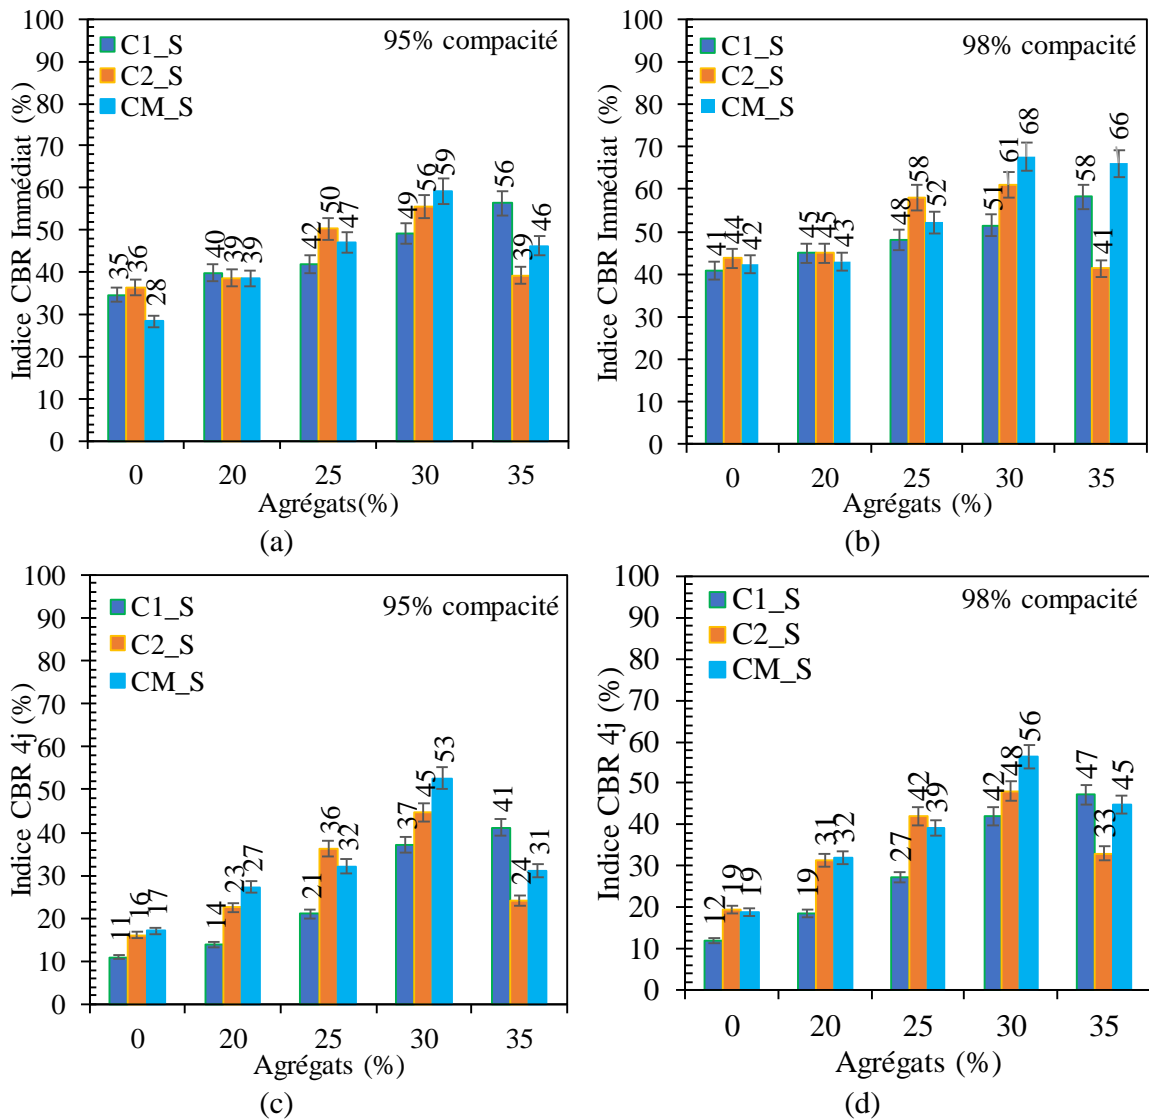 95% compacité
C1_S
C2_S
CM_S
Indice CBR Immédiat (%)
100
90
80
70
60
50
40
30
20
10
0
35 36 28
40 39 39
42 50 47
49 56 59
56 39 46
0 20 25 30 35
Agrégats(%)
(a)
98% compacité
C1_S
C2_S
CM_S
Indice CBR Immédiat (%)
100
90
80
70
60
50
40
30
20
10
0
41 44 42
45 45 43
48 58 52
51 61 68
58 41 66
0 20 25 30 35
Agrégats (%)
(b)
95% compacité
C1_S
C2_S
CM_S
Indice CBR 4j (%)
100
90
80
70
60
50
40
30
20
10
0
11 16 17
14 23 27
21 36 32
37 45 53
41 24 31
0 20 25 30 35
Agrégats (%)
(c)
98% compacité
C1_S
C2_S
CM_S
Indice CBR 4j (%)
100
90
80
70
60
50
40
30
20
10
0
12 19 19
19 31 32
27 42 39
42 48 56
47 33 45
0 20 25 30 35
Agrégats (%)
(d)